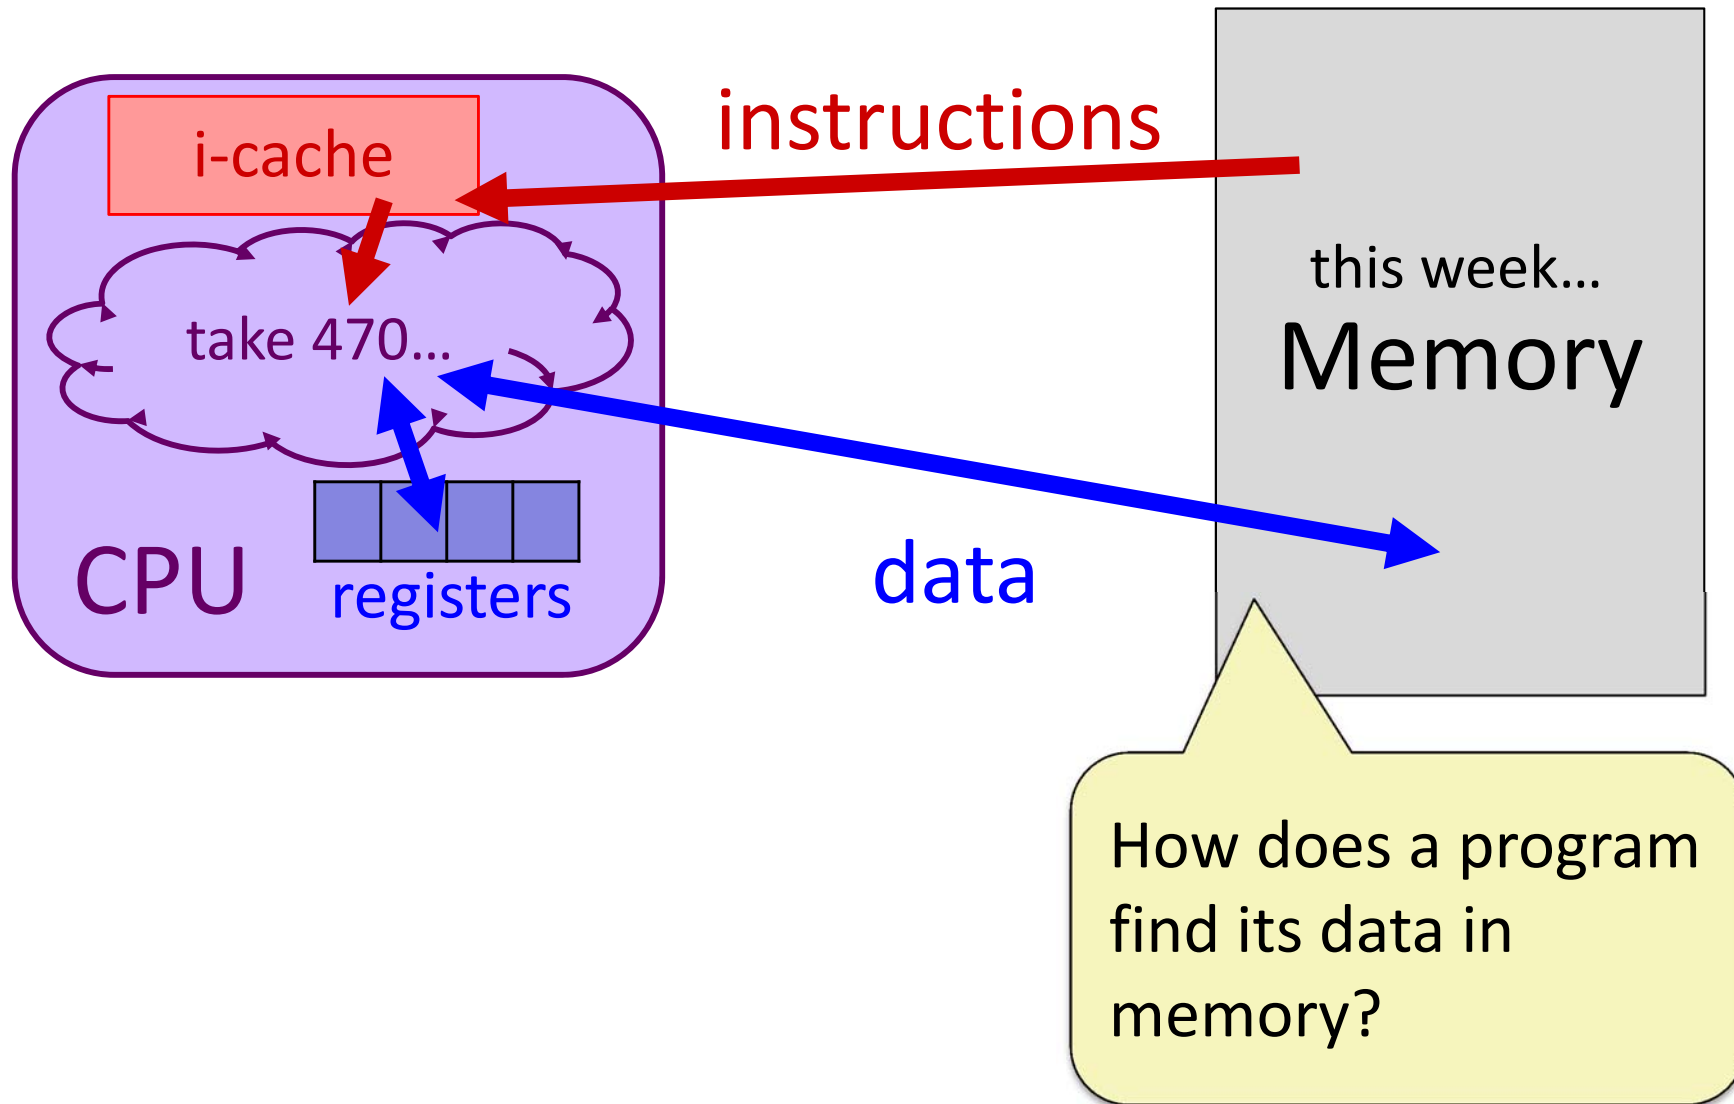 i-cache
instructions
take 470…
CPU
registers
data
this week…
Memory
How does a program
find its data in
memory?